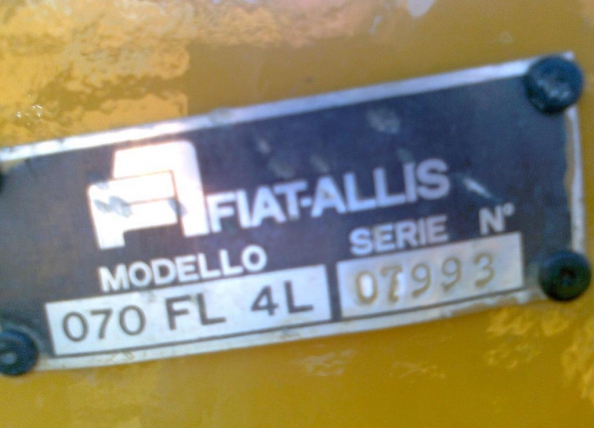 FIAT-ALLIS
MODELLO
SERIE N°
070 FL 4L
07993